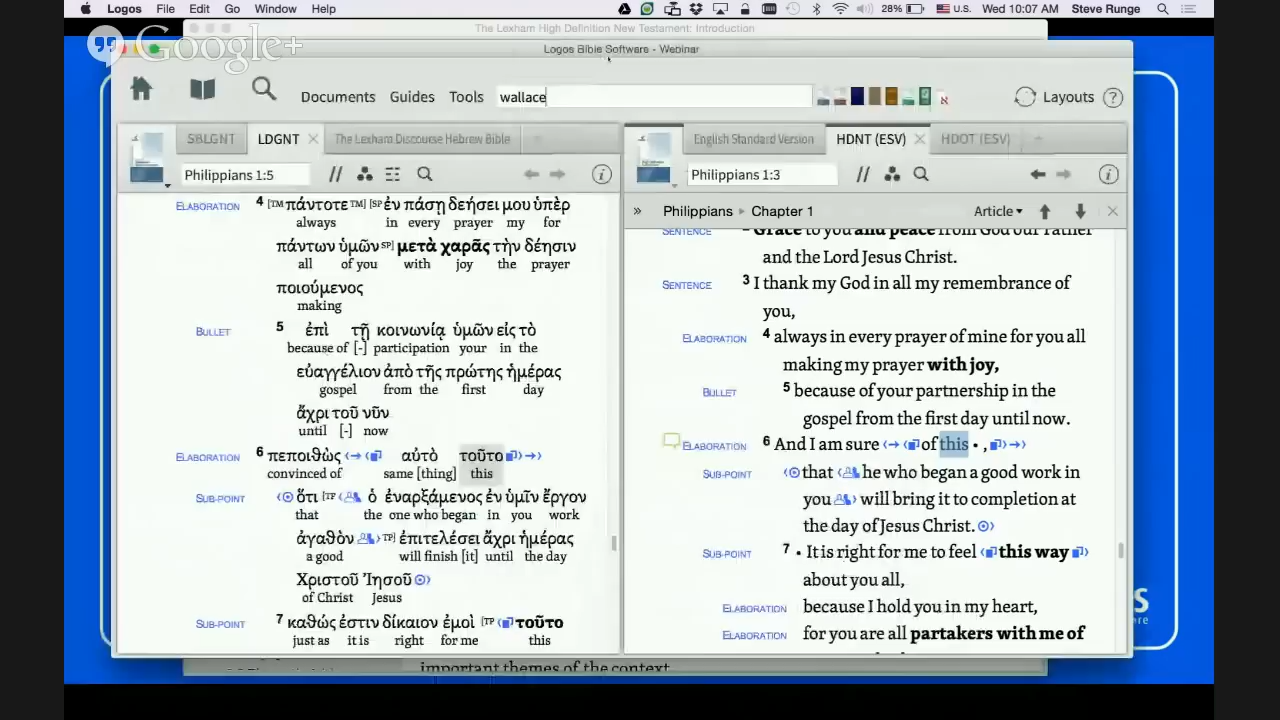 Logos File Edit Go Window Help 28% U.S. Wed 10:07 AM Steve Runge
The Lexham High Definition New Testament: Introduction
Google+
Logos Bible Software - Webinar
Documents Guides Tools wallace Layouts ?
SBLGNT LDGNT The Lexham Discourse Hebrew Bible
Philippians 1:5
ELABORATION 4 [TM πάντοτε TM] [SP ἐν πάσῃ δεήσει μου ὑπὲρ
always in every prayer my for
πάντων ὑμῶν SP] μετὰ χαρᾶς τὴν δέησιν
all of you with joy the prayer
ποιούμενος
making
BULLET 5 ἐπὶ τῇ κοινωνίᾳ ὑμῶν εἰς τὸ
because of [-] participation your in the
εὐαγγέλιον ἀπὸ τῆς πρώτης ἡμέρας
gospel from the first day
ἄχρι τοῦ νῦν
until [-] now
ELABORATION 6 πεποιθὼς αὐτὸ τοῦτο
convinced of same [thing] this
SUB-POINT ὅτι [TP ὁ ἐναρξάμενος ἐν ὑμῖν ἔργον
that the one who began in you work
ἀγαθὸν TP] ἐπιτελέσει ἄχρι ἡμέρας
a good will finish [it] until the day
Χριστοῦ Ἰησοῦ
of Christ Jesus
SUB-POINT 7 καθώς ἐστιν δίκαιον ἐμοὶ [TP τοῦτο
just as it is right for me this
English Standard Version HDNT (ESV) HDOT (ESV)
Philippians 1:3
» Philippians Chapter 1 Article
SENTENCE Grace to you and peace from God our Father
and the Lord Jesus Christ.
SENTENCE 3 I thank my God in all my remembrance of
you,
ELABORATION 4 always in every prayer of mine for you all
making my prayer with joy,
BULLET 5 because of your partnership in the
gospel from the first day until now.
ELABORATION 6 And I am sure of this • ,
SUB-POINT that he who began a good work in
you will bring it to completion at
the day of Jesus Christ.
SUB-POINT 7 • It is right for me to feel this way
about you all,
ELABORATION because I hold you in my heart,
ELABORATION for you are all partakers with me of
important themes of the context.